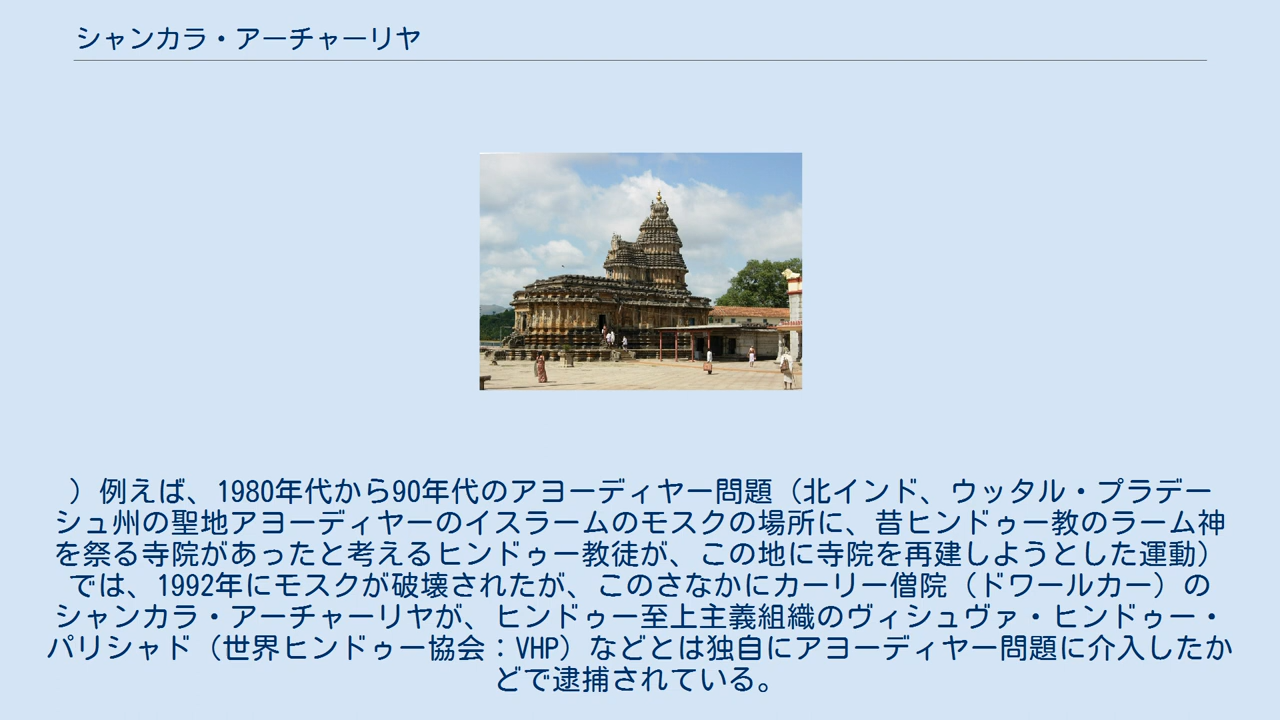 シャンカラ・アーチャーリヤ
）例えば、1980年代から90年代のアヨーディヤー問題（北インド、ウッタル・プラデー
シュ州の聖地アヨーディヤーのイスラームのモスクの場所に、昔ヒンドゥー教のラーム神
を祭る寺院があったと考えるヒンドゥー教徒が、この地に寺院を再建しようとした運動）
では、1992年にモスクが破壊されたが、このさなかにカーリー僧院（ドワールカー）の
シャンカラ・アーチャーリヤが、ヒンドゥー至上主義組織のヴィシュヴァ・ヒンドゥー・
パリシャド（世界ヒンドゥー協会：VHP）などとは独自にアヨーディヤー問題に介入したか
どで逮捕されている。